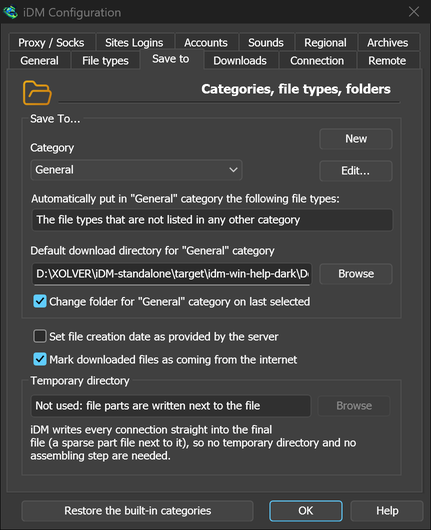 iDM Configuration
Proxy / Socks
Sites Logins
Accounts
Sounds
Regional
Archives
General
File types
Save to
Downloads
Connection
Remote
Categories, file types, folders
Save To...
New
Category
General
Edit...
Automatically put in "General" category the following file types:
The file types that are not listed in any other category
Default download directory for "General" category
D:\XOLVER\iDM-standalone\target\idm-win-help-dark\D
Browse
Change folder for "General" category on last selected
Set file creation date as provided by the server
Mark downloaded files as coming from the internet
Temporary directory
Not used: file parts are written next to the file
Browse
iDM writes every connection straight into the final
file (a sparse part file next to it), so no temporary directory and no
assembling step are needed.
Restore the built-in categories
OK
Help